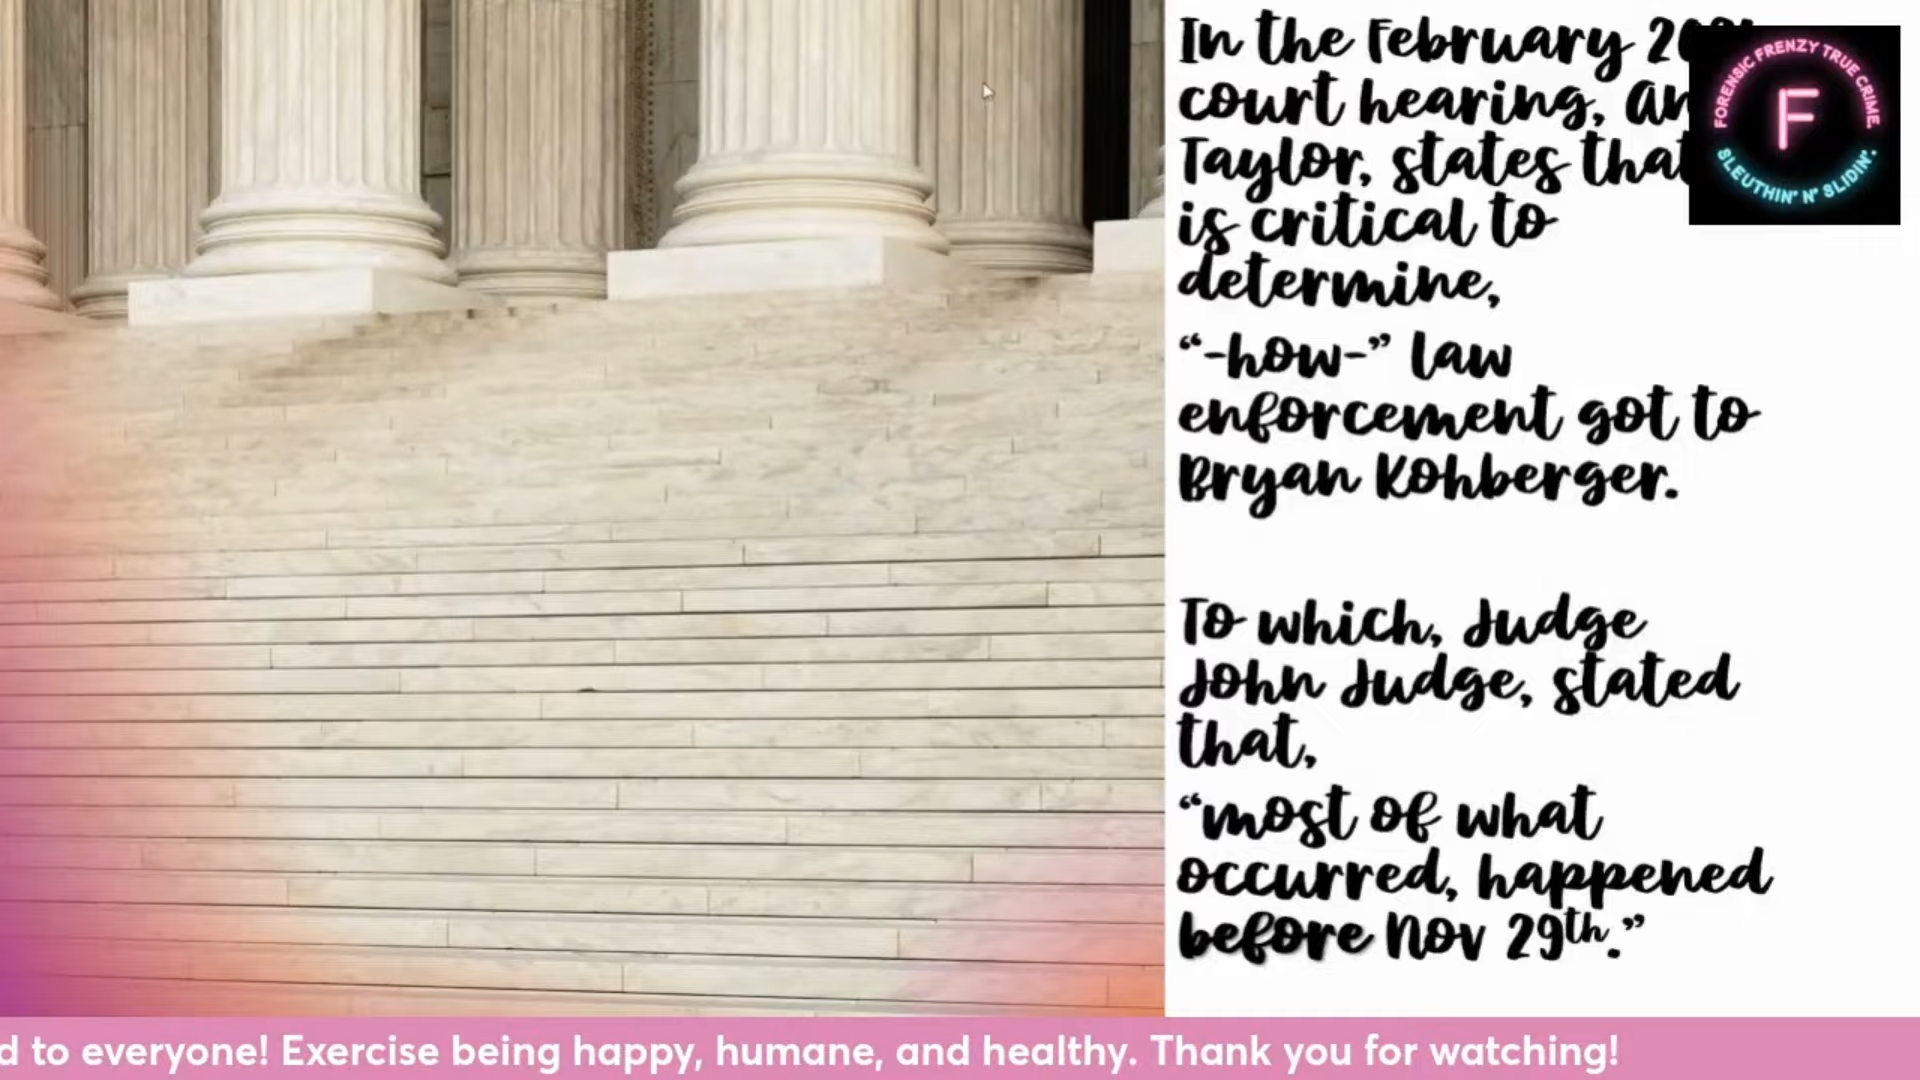 In the February
court hearing,
Taylor, states that
is critical to
determine,
“-how-” law
enforcement got to
Bryan Kohberger.
To which, Judge
John Judge, stated
that,
“most of what
occurred, happened
before Nov 29th.”
FORENSIC FRENZY TRUE CRIME.
F
SLEUTHIN' N' SLIDIN'.
d to everyone! Exercise being happy, humane, and healthy. Thank you for watching!